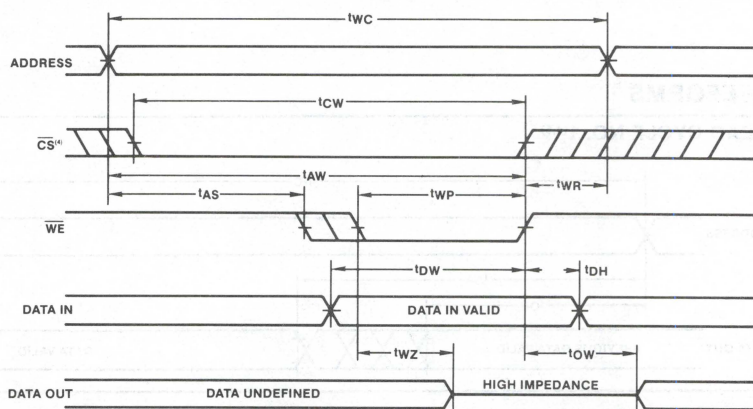 tWC
ADDRESS
tCW
CS(4)
tAW
tAS
tWP
tWR
WE
tDW
tDH
DATA IN
DATA IN VALID
tWZ
tOW
DATA OUT
DATA UNDEFINED
HIGH IMPEDANCE